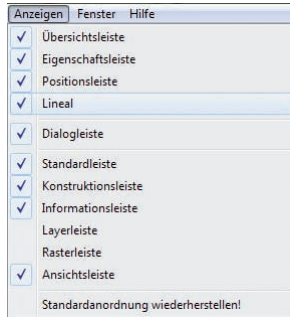 Anzeigen Fenster Hilfe
Übersichtsleiste
Eigenschaftsleiste
Positionsleiste
Lineal
Dialogleiste
Standardleiste
Konstruktionsleiste
Informationsleiste
Layerleiste
Rasterleiste
Ansichtsleiste
Standardanordnung wiederherstellen!